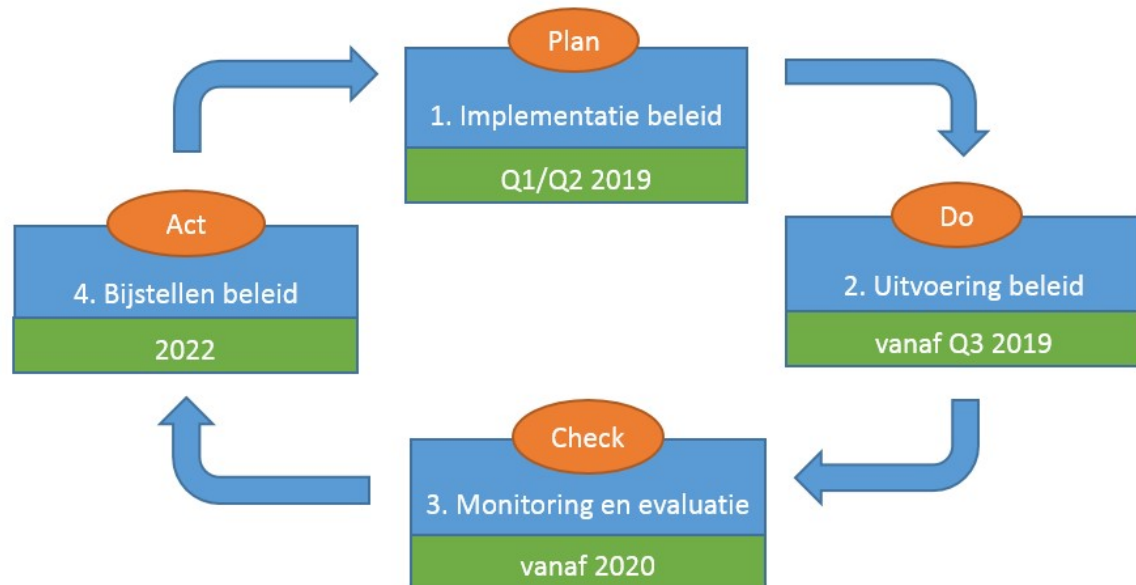 Plan
1. Implementatie beleid
Q1/Q2 2019
Do
2. Uitvoering beleid
vanaf Q3 2019
Check
3. Monitoring en evaluatie
vanaf 2020
Act
4. Bijstellen beleid
2022